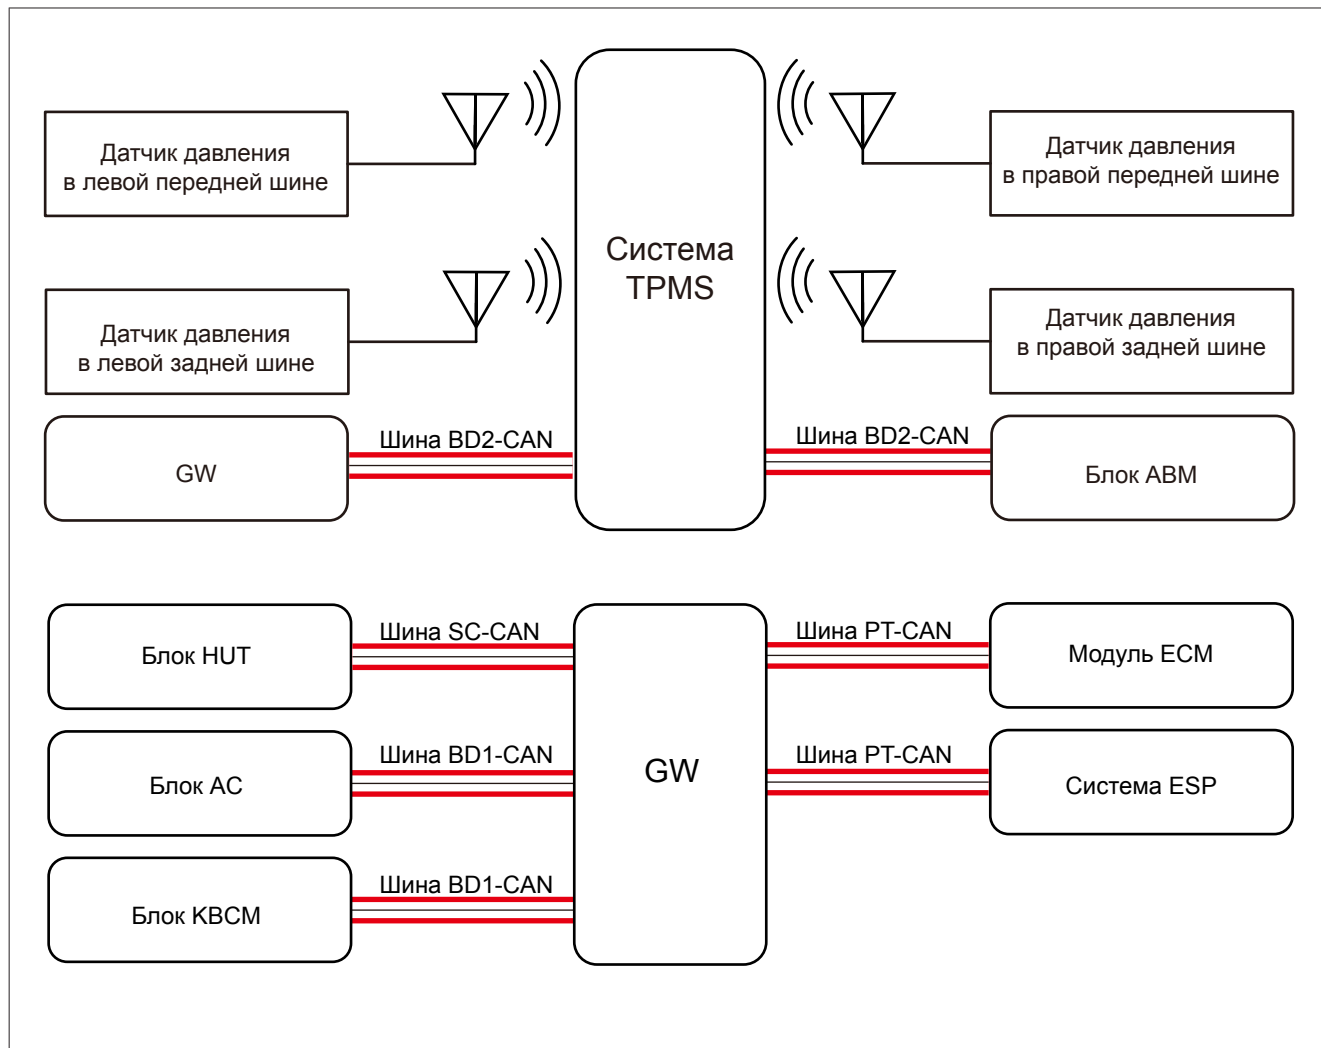 Датчик давления
в левой передней шине
Датчик давления
в правой передней шине
Система
TPMS
Датчик давления
в левой задней шине
Датчик давления
в правой задней шине
Шина BD2-CAN
GW
Шина BD2-CAN
Блок ABM
Шина SC-CAN
Блок HUT
Шина PT-CAN
Модуль ECM
Шина BD1-CAN
Блок AC
GW
Шина PT-CAN
Система ESP
Шина BD1-CAN
Блок KBCM